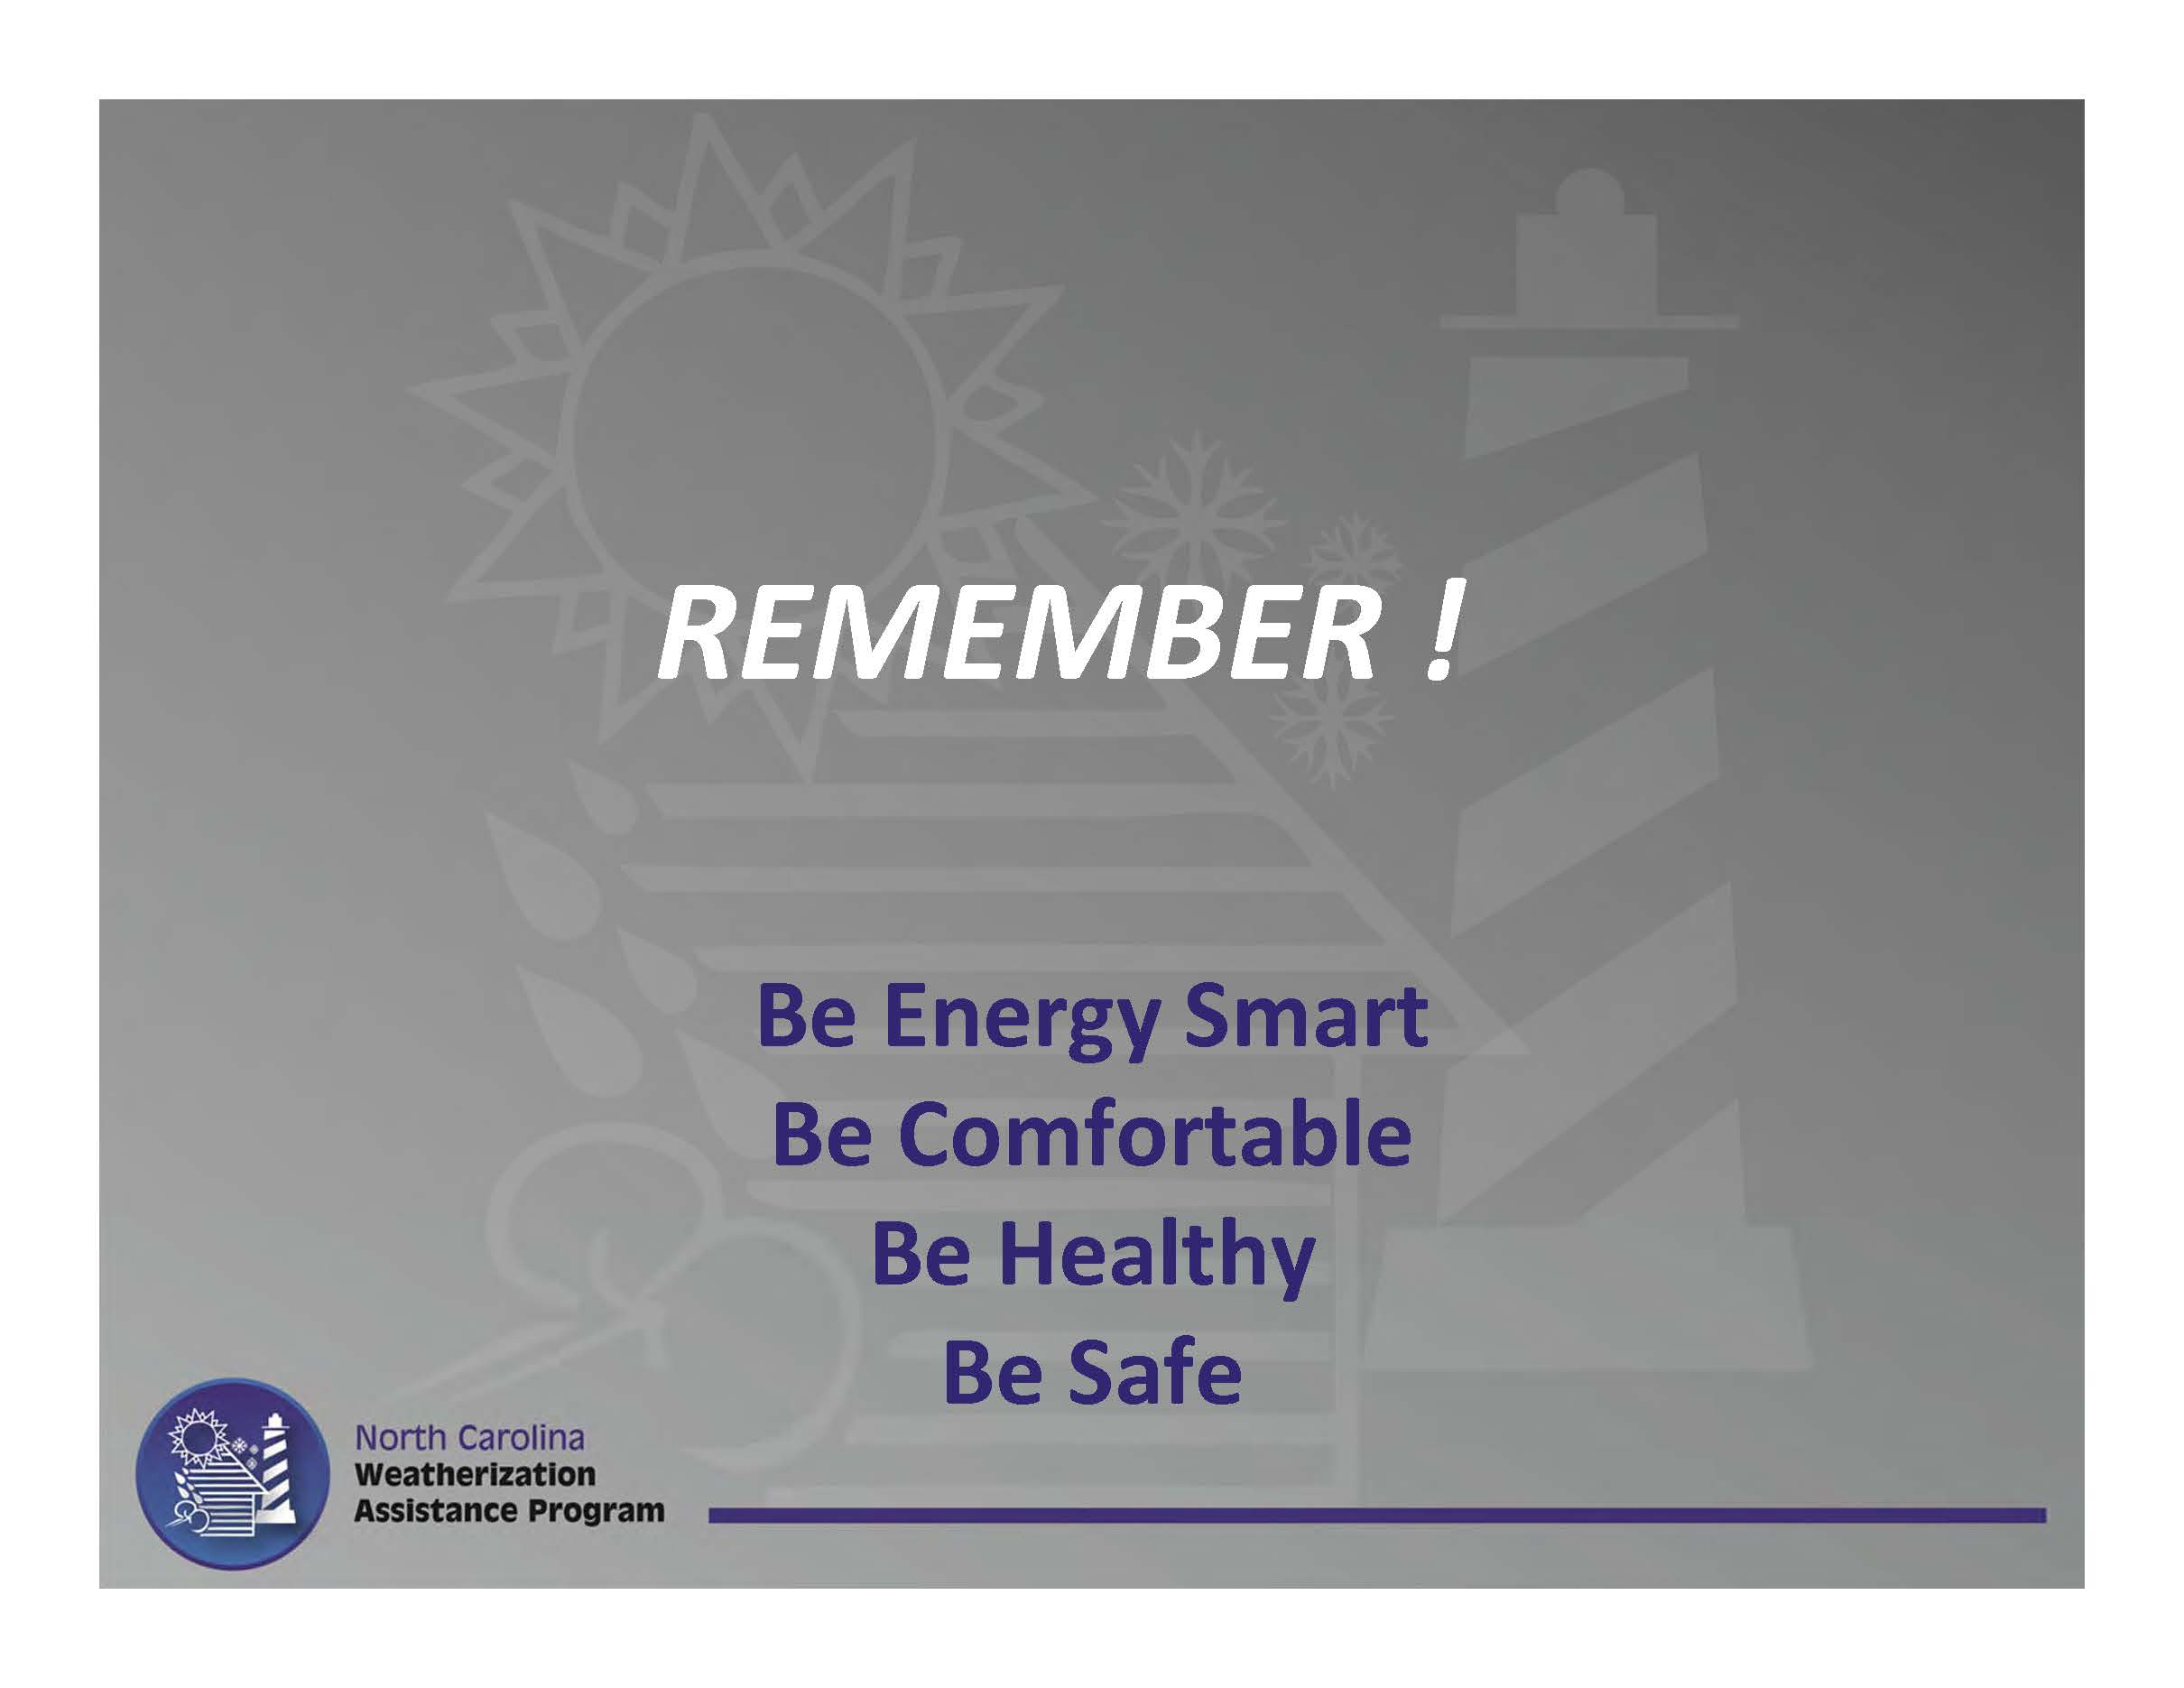 REMEMBER !
Be Energy Smart
Be Comfortable
Be Healthy
Be Safe
North Carolina
Weatherization
Assistance Program